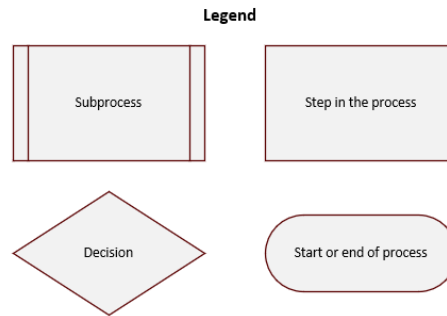 Legend
Subprocess
Step in the process
Decision
Start or end of process